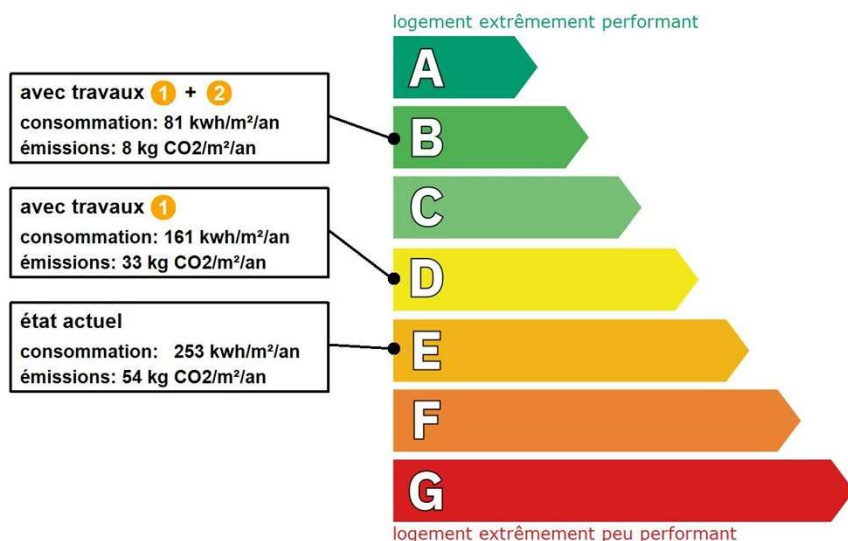 logement extrêmement performant
A
avec travaux 1 + 2
consommation: 81 kwh/m²/an
émissions: 8 kg CO2/m²/an
B
C
avec travaux 1
consommation: 161 kwh/m²/an
émissions: 33 kg CO2/m²/an
D
état actuel
consommation: 253 kwh/m²/an
émissions: 54 kg CO2/m²/an
E
F
G
logement extrêmement peu performant